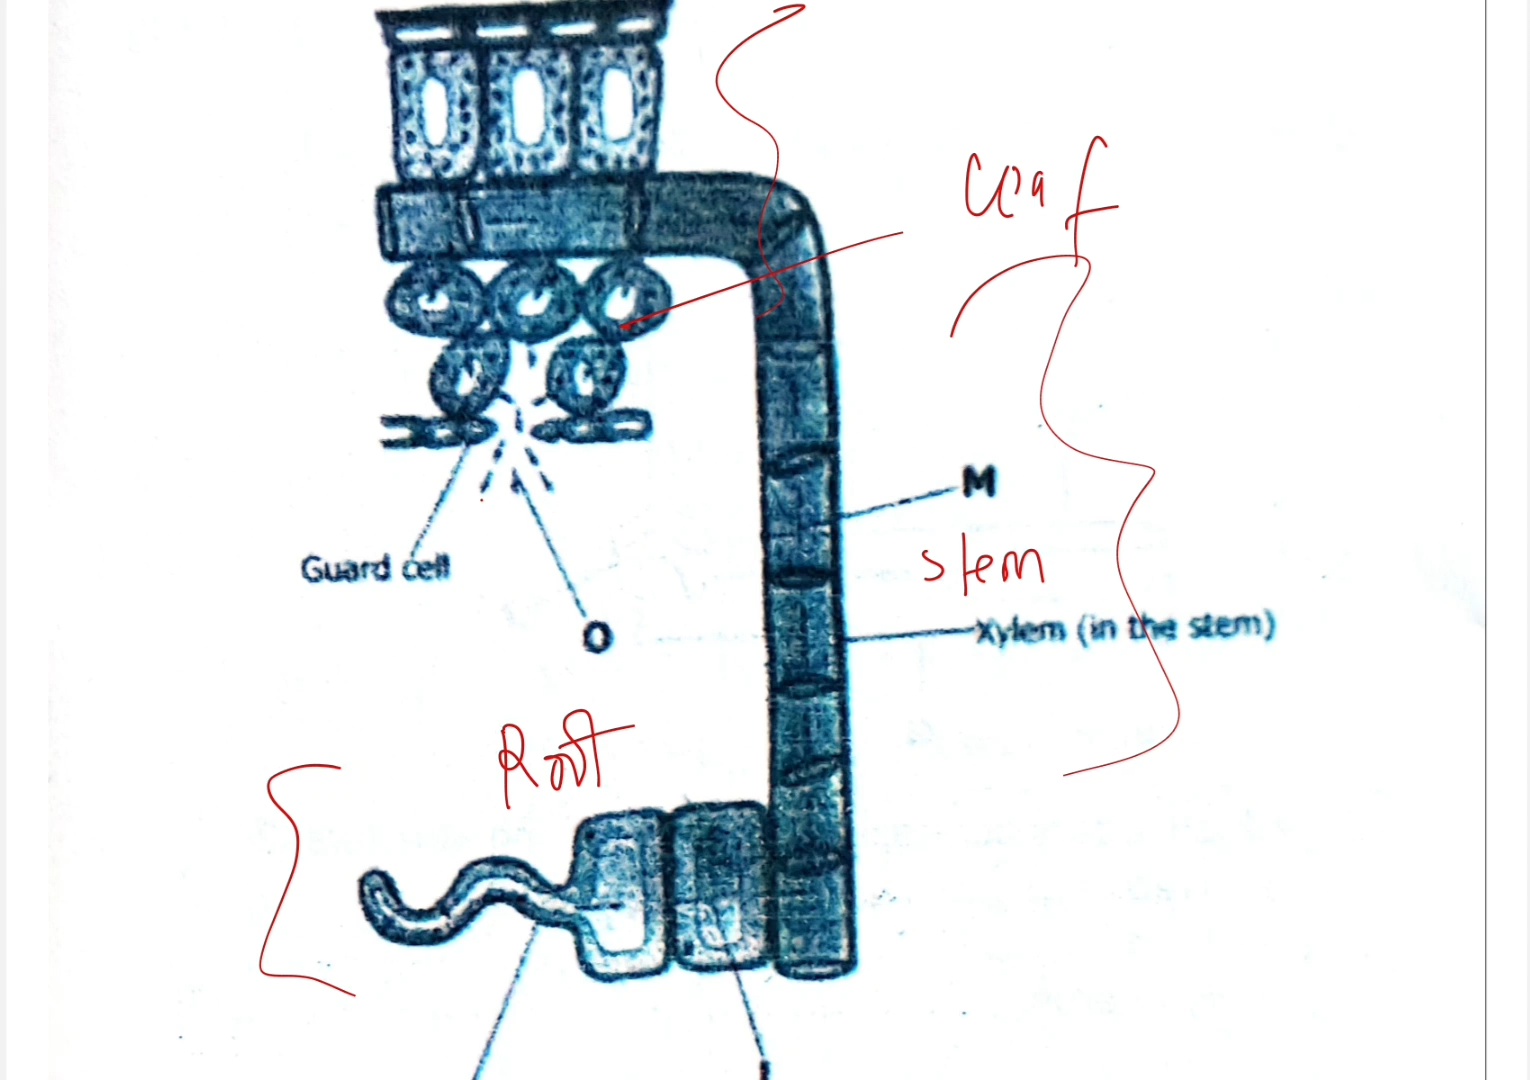 Leaf
M
Guard cell
stem
Xylem (in the stem)
O
Root